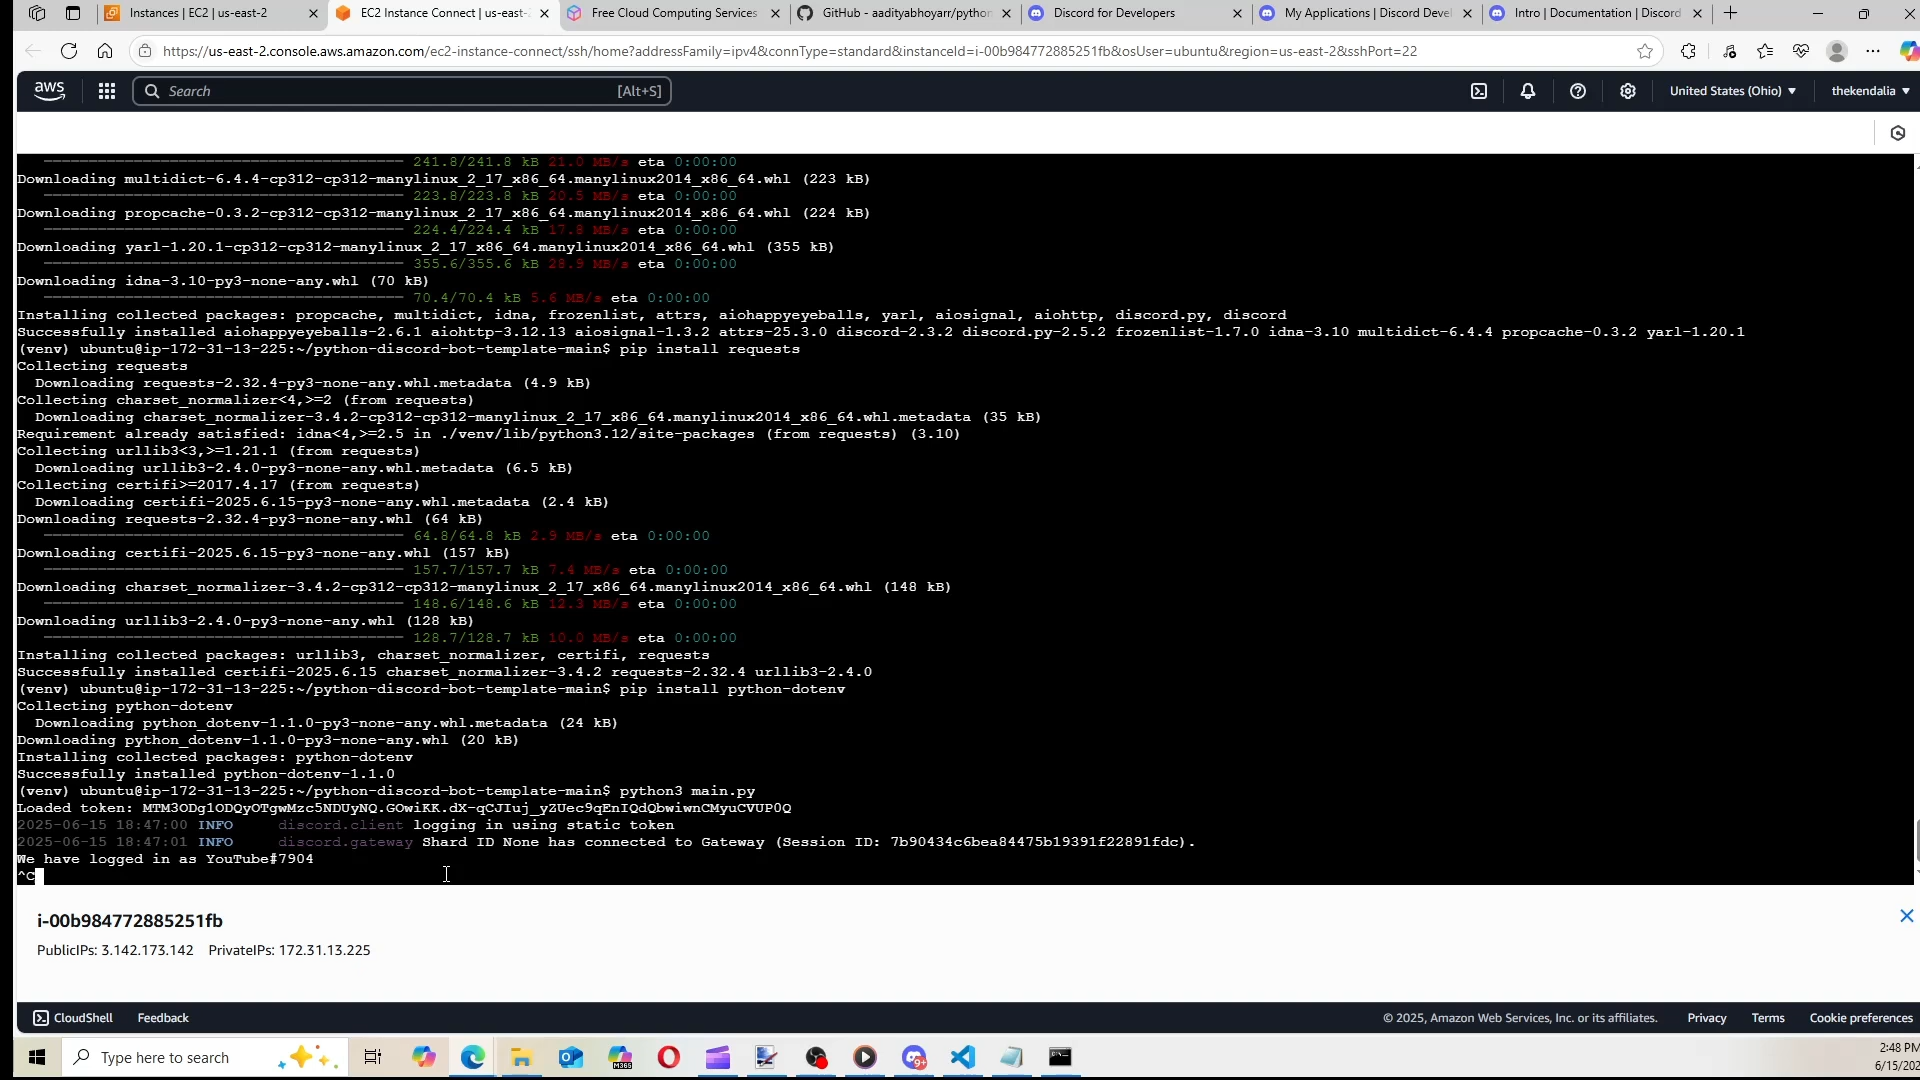 Instances | EC2 | us-east-2
EC2 Instance Connect | us-east-
Free Cloud Computing Services
GitHub - aadityabhoyarr/python
Discord for Developers
My Applications | Discord Deve
Intro | Documentation | Discord
https://us-east-2.console.aws.amazon.com/ec2-instance-connect/ssh/home?addressFamily=ipv4&connType=standard&instanceId=i-00b984772885251fb&osUser=ubuntu&region=us-east-2&sshPort=22
aws
Search
[Alt+S]
United States (Ohio)
thekendalia
241.8/241.8 kB 21.0 MB/s eta 0:00:00
Downloading multidict-6.4.4-cp312-cp312-manylinux_2_17_x86_64.manylinux2014_x86_64.whl (223 kB)
223.8/223.8 kB 20.5 MB/s eta 0:00:00
Downloading propcache-0.3.2-cp312-cp312-manylinux_2_17_x86_64.manylinux2014_x86_64.whl (224 kB)
224.4/224.4 kB 17.8 MB/s eta 0:00:00
Downloading yarl-1.20.1-cp312-cp312-manylinux_2_17_x86_64.manylinux2014_x86_64.whl (355 kB)
355.6/355.6 kB 28.9 MB/s eta 0:00:00
Downloading idna-3.10-py3-none-any.whl (70 kB)
70.4/70.4 kB 5.6 MB/s eta 0:00:00
Installing collected packages: propcache, multidict, idna, frozenlist, attrs, aiohappyeyeballs, yarl, aiosignal, aiohttp, discord.py, discord
Successfully installed aiohappyeyeballs-2.6.1 aiohttp-3.12.13 aiosignal-1.3.2 attrs-25.3.0 discord-2.3.2 discord.py-2.5.2 frozenlist-1.7.0 idna-3.10 multidict-6.4.4 propcache-0.3.2 yarl-1.20.1
(venv) ubuntu@ip-172-31-13-225:~/python-discord-bot-template-main$ pip install requests
Collecting requests
Downloading requests-2.32.4-py3-none-any.whl.metadata (4.9 kB)
Collecting charset_normalizer<4,>=2 (from requests)
Downloading charset_normalizer-3.4.2-cp312-cp312-manylinux_2_17_x86_64.manylinux2014_x86_64.whl.metadata (35 kB)
Requirement already satisfied: idna<4,>=2.5 in ./venv/lib/python3.12/site-packages (from requests) (3.10)
Collecting urllib3<3,>=1.21.1 (from requests)
Downloading urllib3-2.4.0-py3-none-any.whl.metadata (6.5 kB)
Collecting certifi>=2017.4.17 (from requests)
Downloading certifi-2025.6.15-py3-none-any.whl.metadata (2.4 kB)
Downloading requests-2.32.4-py3-none-any.whl (64 kB)
64.8/64.8 kB 2.9 MB/s eta 0:00:00
Downloading certifi-2025.6.15-py3-none-any.whl (157 kB)
157.7/157.7 kB 7.4 MB/s eta 0:00:00
Downloading charset_normalizer-3.4.2-cp312-cp312-manylinux_2_17_x86_64.manylinux2014_x86_64.whl (148 kB)
148.6/148.6 kB 12.3 MB/s eta 0:00:00
Downloading urllib3-2.4.0-py3-none-any.whl (128 kB)
128.7/128.7 kB 10.0 MB/s eta 0:00:00
Installing collected packages: urllib3, charset_normalizer, certifi, requests
Successfully installed certifi-2025.6.15 charset_normalizer-3.4.2 requests-2.32.4 urllib3-2.4.0
(venv) ubuntu@ip-172-31-13-225:~/python-discord-bot-template-main$ pip install python-dotenv
Collecting python-dotenv
Downloading python_dotenv-1.1.0-py3-none-any.whl.metadata (24 kB)
Downloading python_dotenv-1.1.0-py3-none-any.whl (20 kB)
Installing collected packages: python-dotenv
Successfully installed python-dotenv-1.1.0
(venv) ubuntu@ip-172-31-13-225:~/python-discord-bot-template-main$ python3 main.py
Loaded token: MTM3ODg1ODQyOTgwMzc5NDUyNQ.GOwiKK.dX-qCJIuj_yZUec9qEnIQdQbwiwnCMyuCVUP0Q
2025-06-15 18:47:00 INFO discord.client logging in using static token
2025-06-15 18:47:01 INFO discord.gateway Shard ID None has connected to Gateway (Session ID: 7b90434c6bea84475b19391f22891fdc).
We have logged in as YouTube#7904
^C
i-00b984772885251fb
PublicIPs: 3.142.173.142 PrivateIPs: 172.31.13.225
CloudShell
Feedback
© 2025, Amazon Web Services, Inc. or its affiliates.
Privacy
Terms
Cookie preferences
Type here to search
M365
9+
2:48 PM
6/15/202